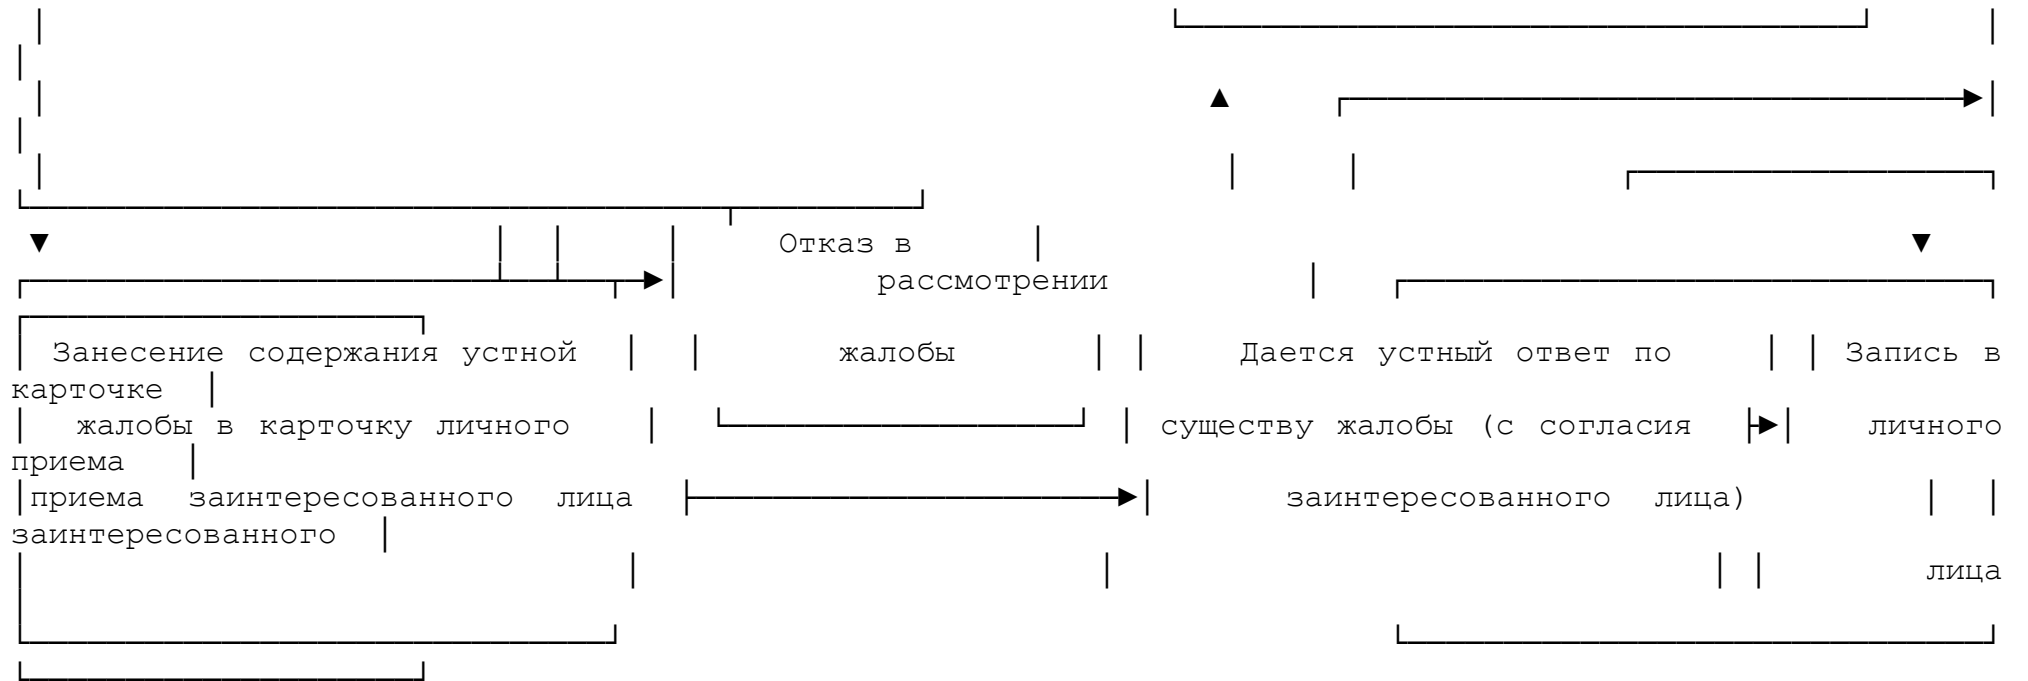 Отказ в
рассмотрении
Занесение содержания устной жалобы Дается устный ответ по Запись в
карточке
жалобы в карточку личного существу жалобы (с согласия личного
приема
приема заинтересованного лица заинтересованного лица)
заинтересованного
лица